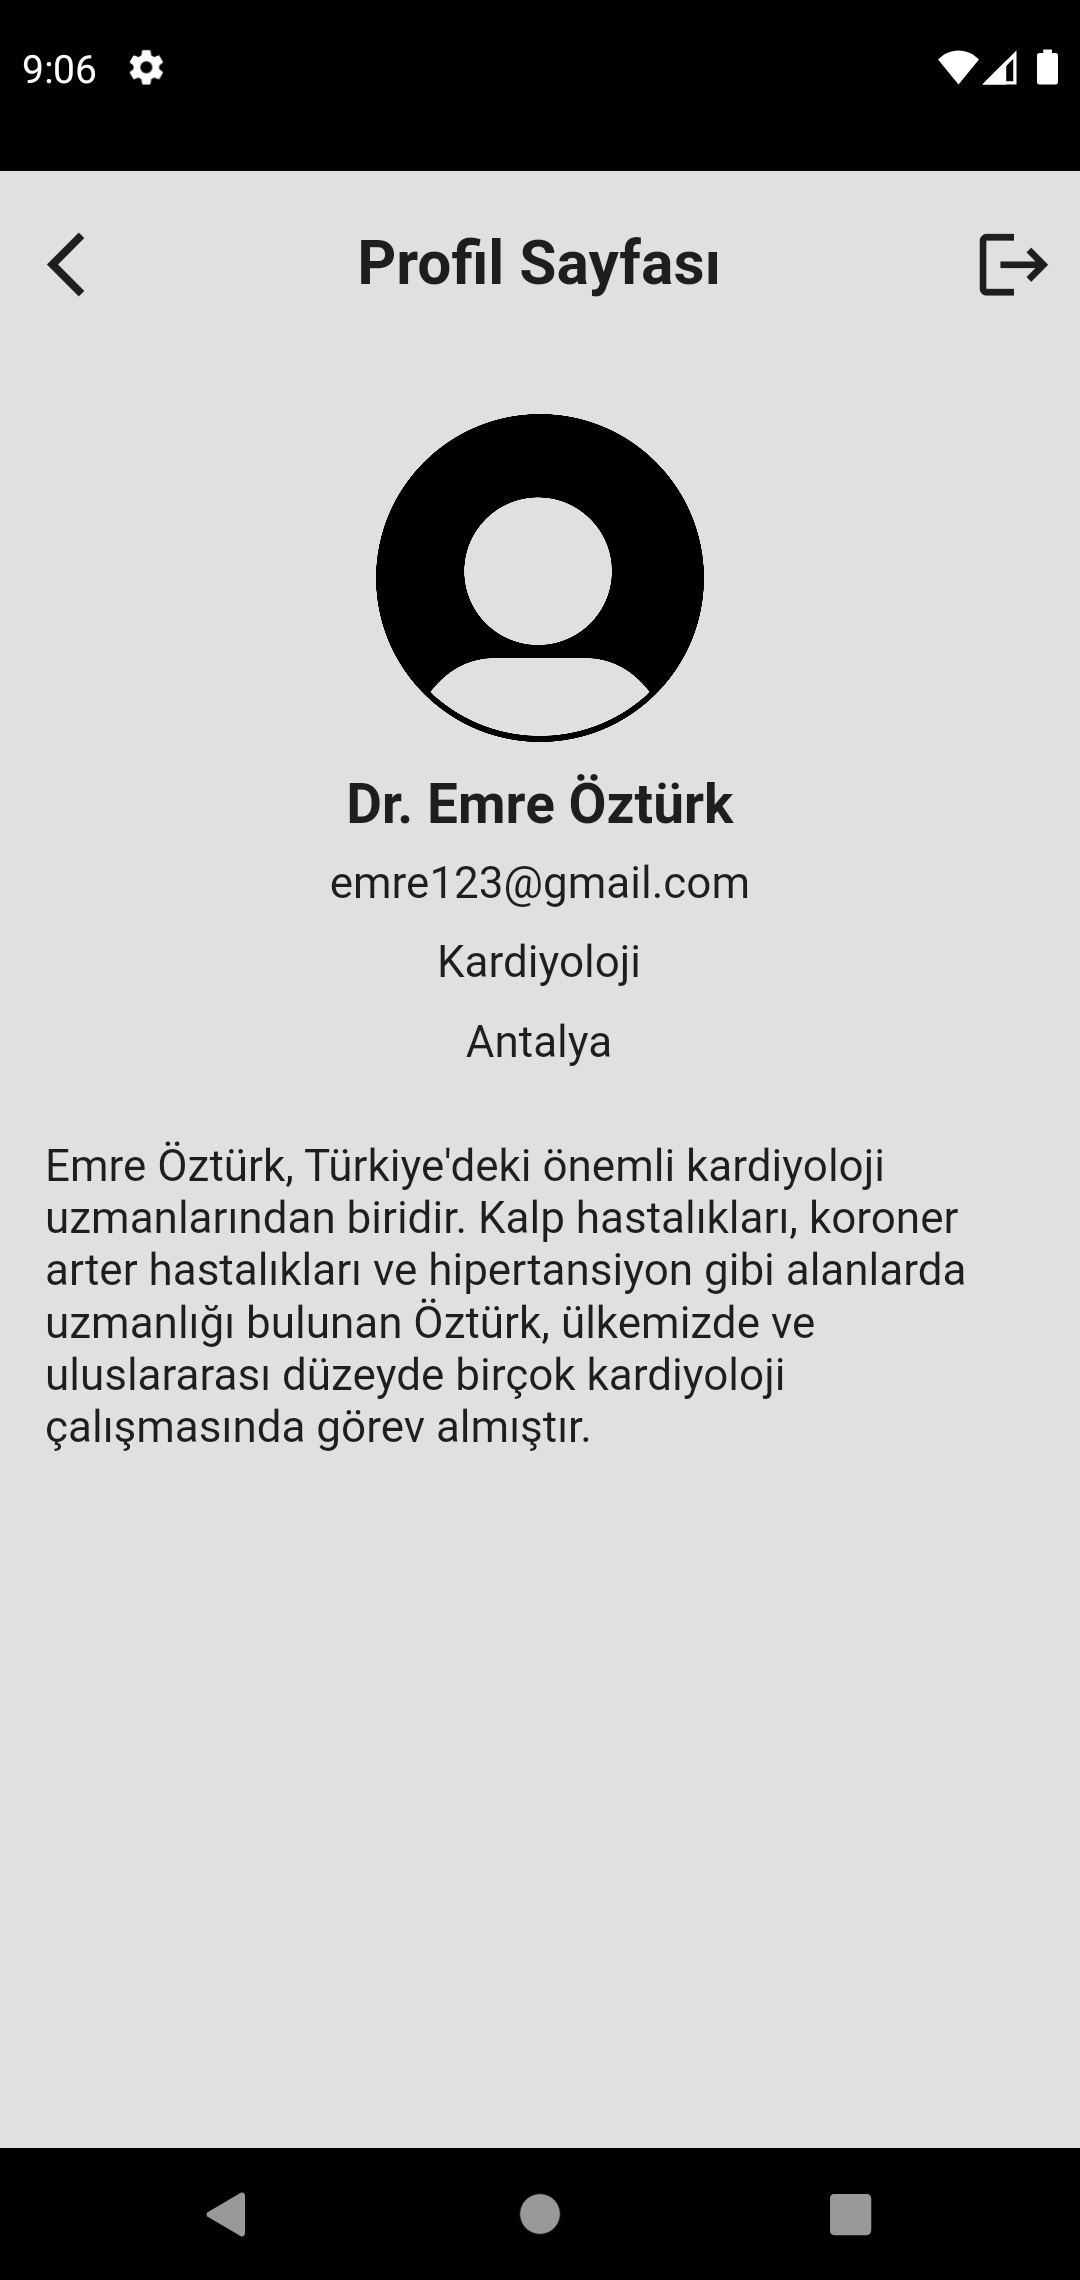 9:06
Profil Sayfası
Dr. Emre Öztürk
emre123@gmail.com
Kardiyoloji
Antalya
Emre Öztürk, Türkiye'deki önemli kardiyoloji
uzmanlarından biridir. Kalp hastalıkları, koroner
arter hastalıkları ve hipertansiyon gibi alanlarda
uzmanlığı bulunan Öztürk, ülkemizde ve
uluslararası düzeyde birçok kardiyoloji
çalışmasında görev almıştır.